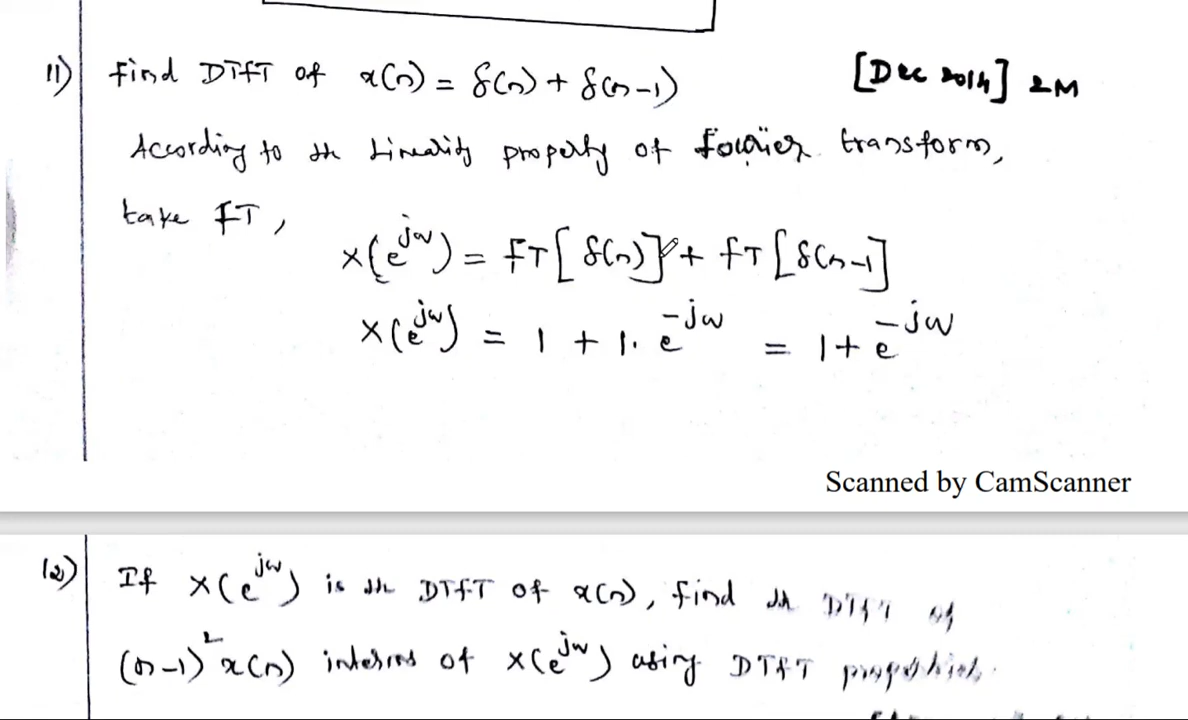 11) Find DTFT of x(n) = δ(n) + δ(n-1) [Dec 2014] 2M
According to the Linearity property of Fourier transform,
take FT,
X(e^jω) = FT[δ(n)] + FT[δ(n-1]
X(e^jω) = 1 + 1. e^-jω = 1 + e^-jω
Scanned by CamScanner
12) If X(e^jω) is the DTFT of x(n), find the DTFT of
(n-1)^2 x(n) interms of X(e^jω) using DTFT